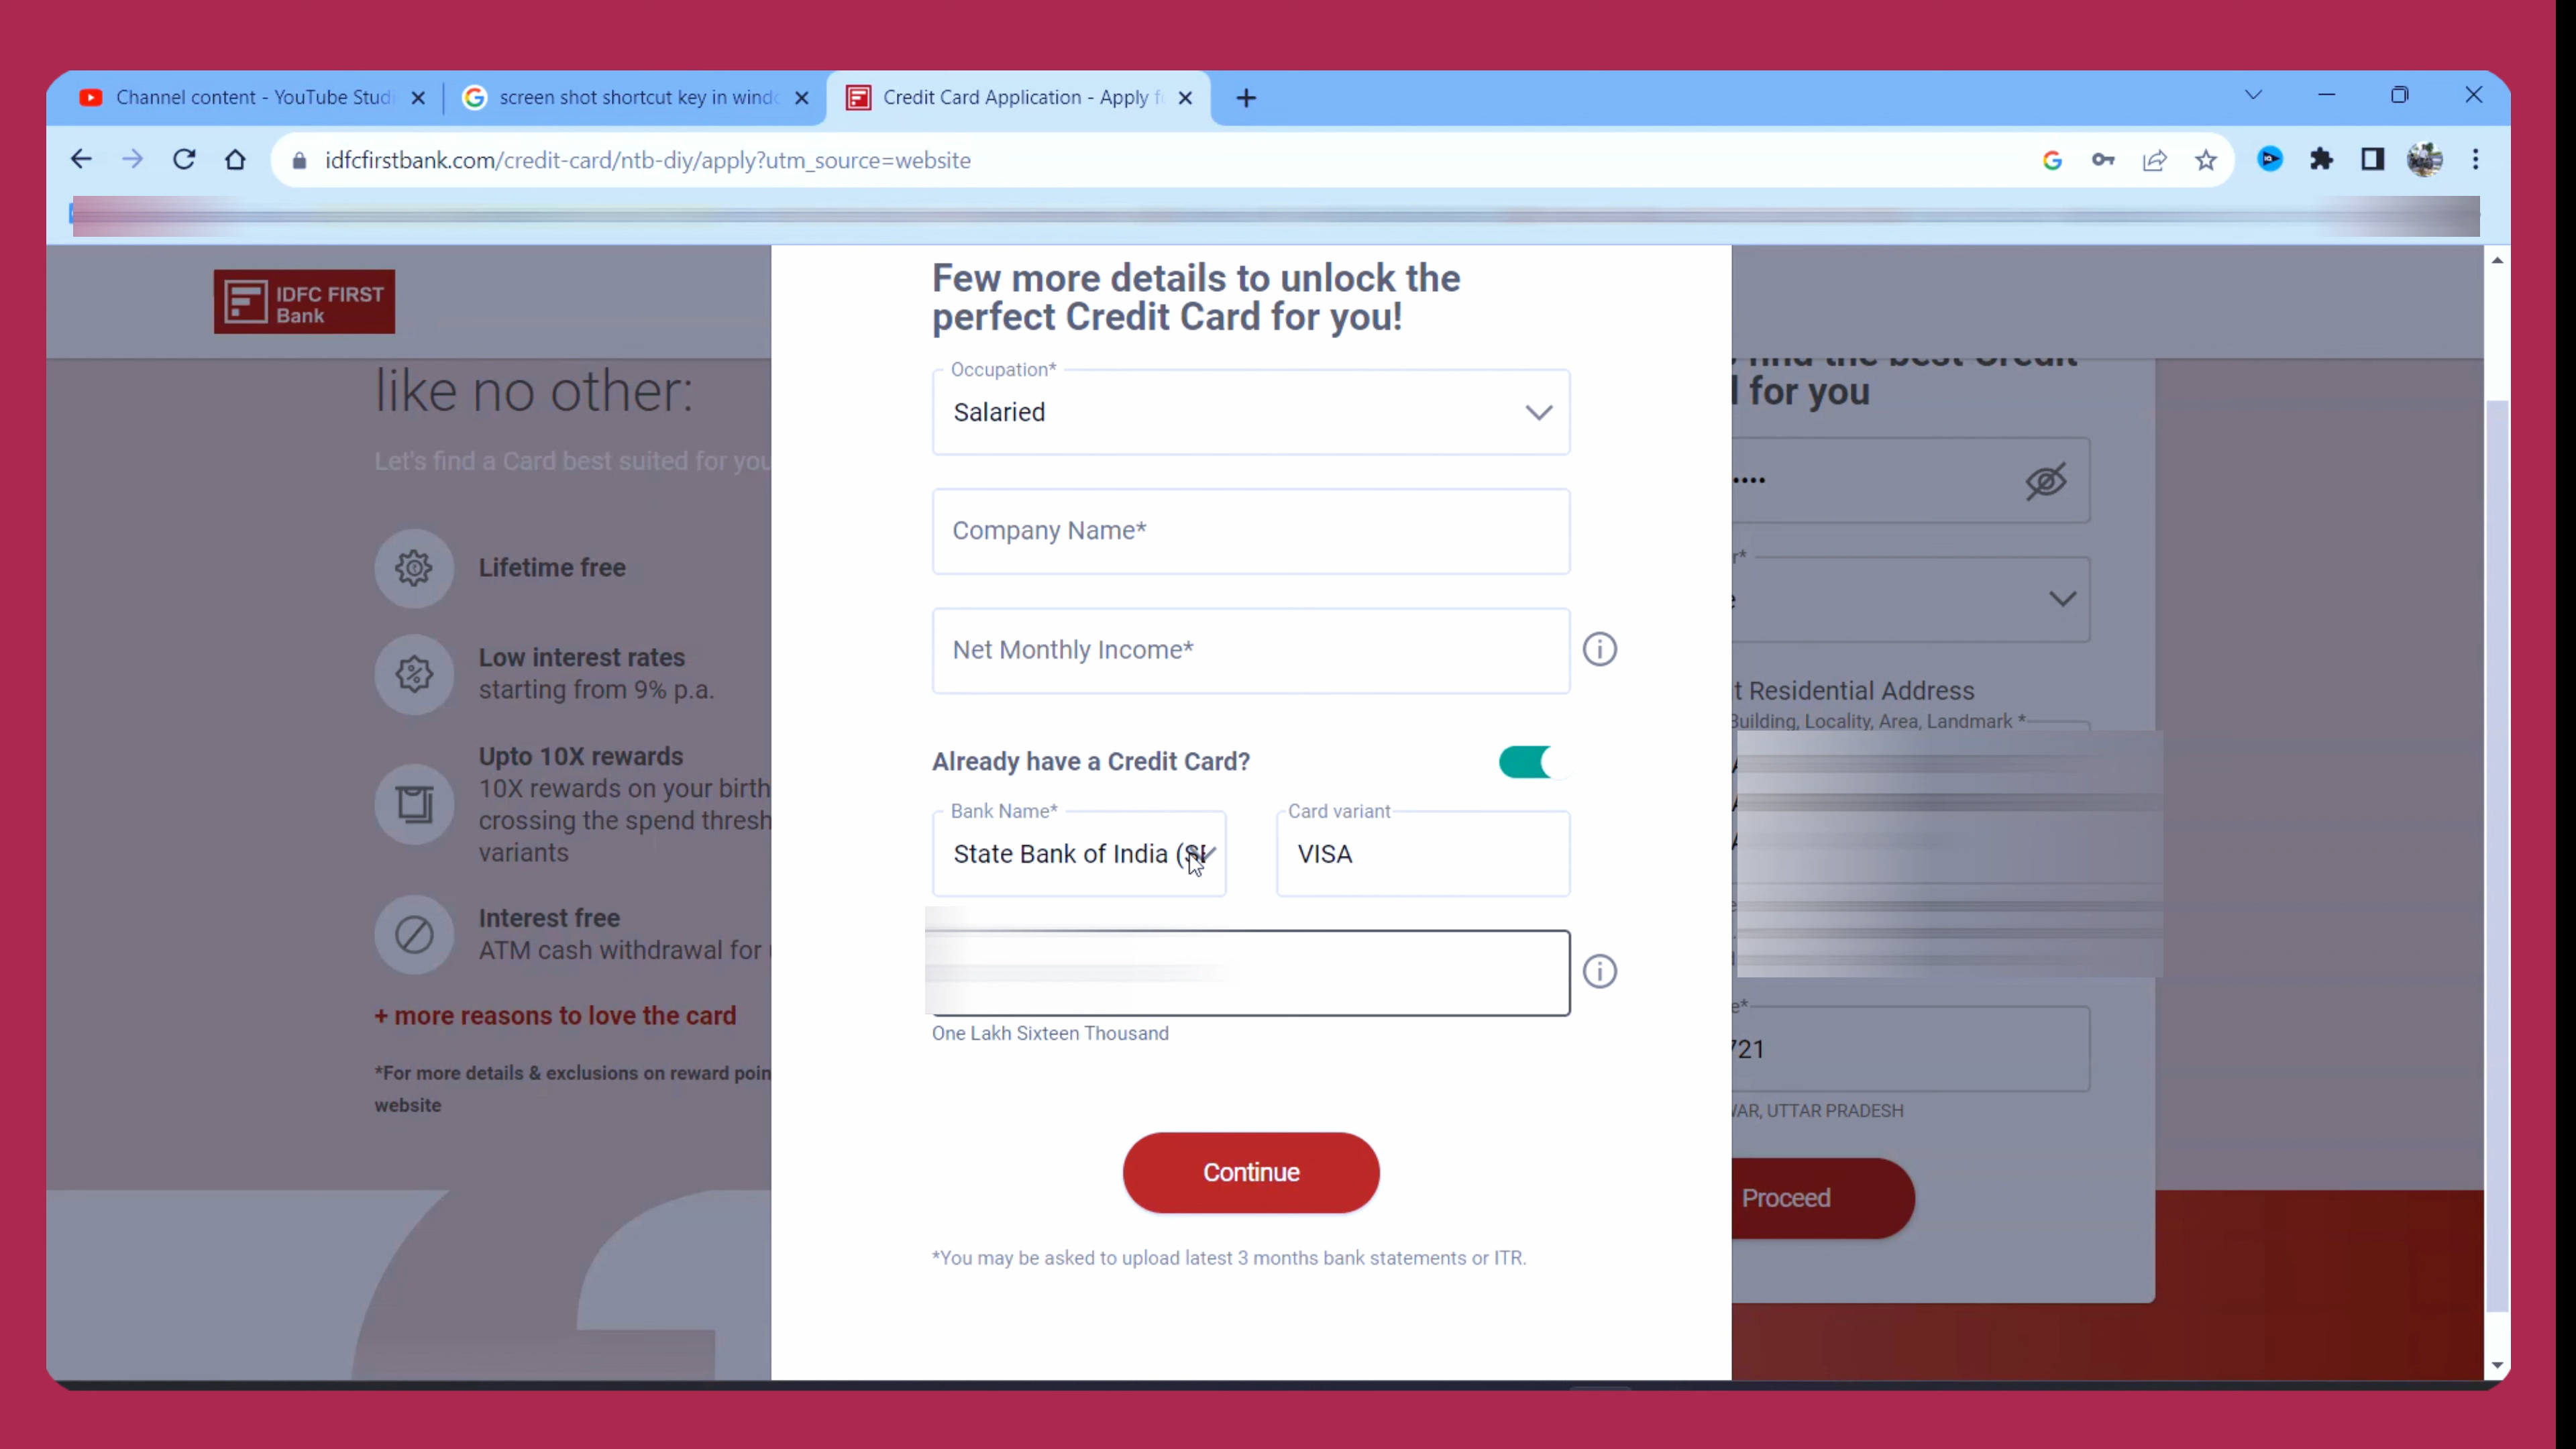 Channel content - YouTube Studi
screen shot shortcut key in windo
Credit Card Application - Apply f
idfcfirstbank.com/credit-card/ntb-diy/apply?utm_source=website
IDFC FIRST
Bank
like no other:
Let's find a Card best suited for you
Lifetime free
Low interest rates
starting from 9% p.a.
Upto 10X rewards
10X rewards on your birth
crossing the spend thresh
variants
Interest free
ATM cash withdrawal for
+ more reasons to love the card
*For more details & exclusions on reward poin
website
Few more details to unlock the
perfect Credit Card for you!
Occupation*
Salaried
Company Name*
Net Monthly Income*
Already have a Credit Card?
Bank Name*
State Bank of India
Card variant
VISA
One Lakh Sixteen Thousand
Continue
*You may be asked to upload latest 3 months bank statements or ITR.
find the best Credit
for you
t Residential Address
Building, Locality, Area, Landmark *
721
WAR, UTTAR PRADESH
Proceed